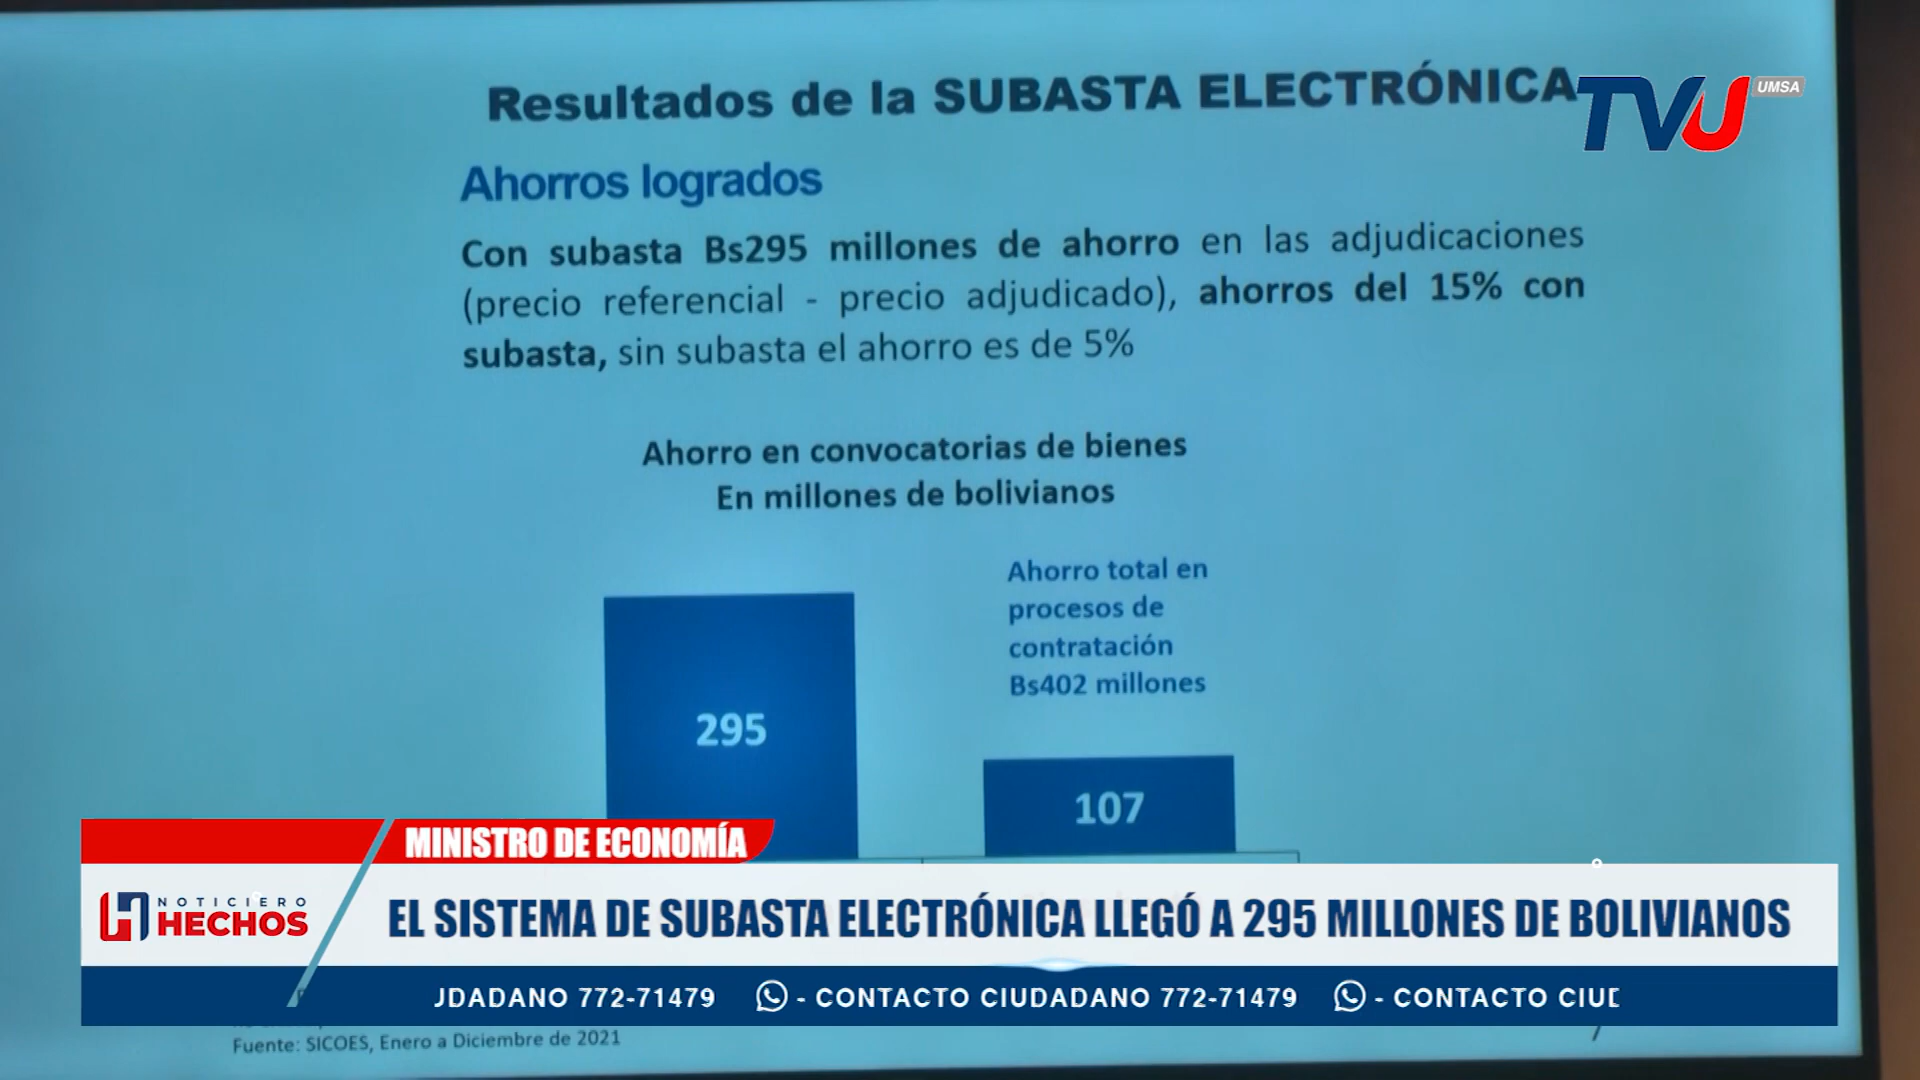 Resultados de la SUBASTA ELECTRÓNICA
TVU UMSA
Ahorros logrados
Con subasta Bs295 millones de ahorro en las adjudicaciones
(precio referencial - precio adjudicado), ahorros del 15% con
subasta, sin subasta el ahorro es de 5%
Ahorro en convocatorias de bienes
En millones de bolivianos
Ahorro total en
procesos de
contratación
Bs402 millones
295
107
MINISTRO DE ECONOMÍA
NOTICIERO
HECHOS
EL SISTEMA DE SUBASTA ELECTRÓNICA LLEGÓ A 295 MILLONES DE BOLIVIANOS
UDADANO 772-71479 - CONTACTO CIUDADANO 772-71479 - CONTACTO CIUD
Fuente: SICOES, Enero a Diciembre de 2021
7